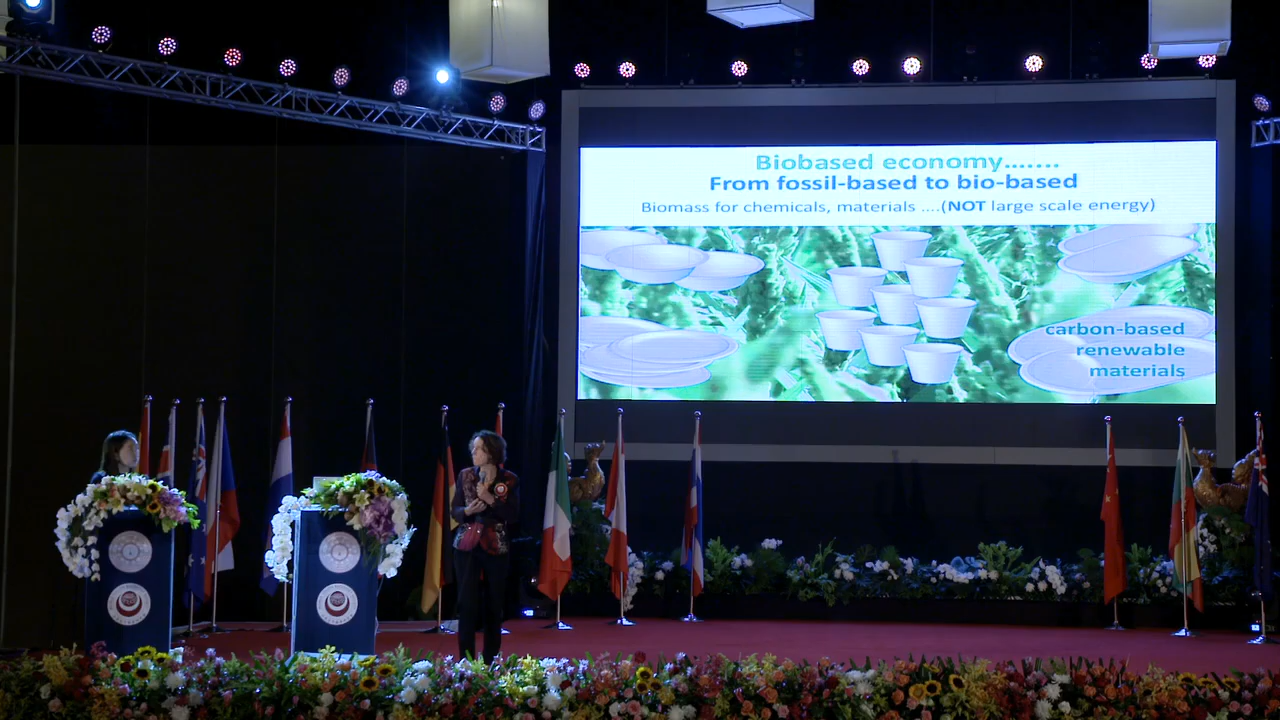 Biobased economy.......
From fossil-based to bio-based
Biomass for chemicals, materials ....(NOT large scale energy)
carbon-based
renewable
materials